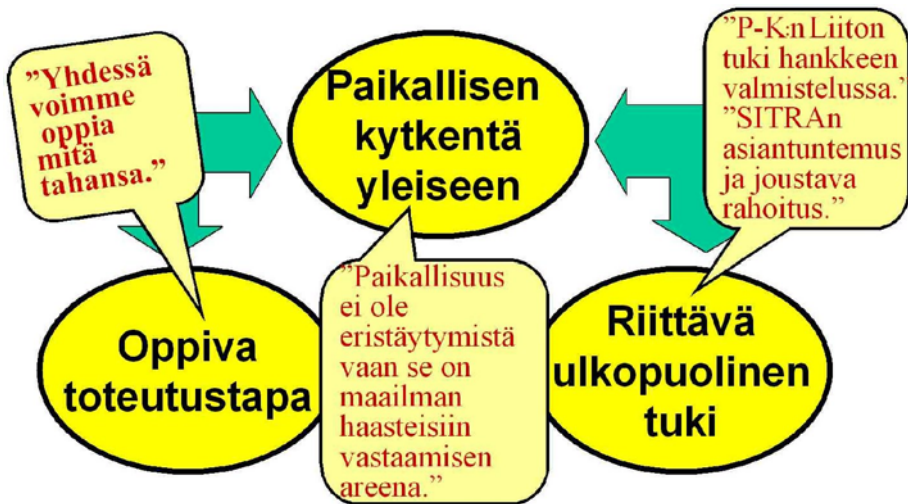 ”Yhdessä
voimme
oppia
mitä
tahansa.”
Paikallisen
kytkentä
yleiseen
”P-K:n Liiton
tuki hankkeen
valmistelussa.”
”SITRAn
asiantuntemus
ja joustava
rahoitus.”
Oppiva
toteutustapa
”Paikallisuus
ei ole
eristäytymistä
vaan se on
maailman
haasteisiin
vastaamisen
areena.”
Riittävä
ulkopuolinen
tuki